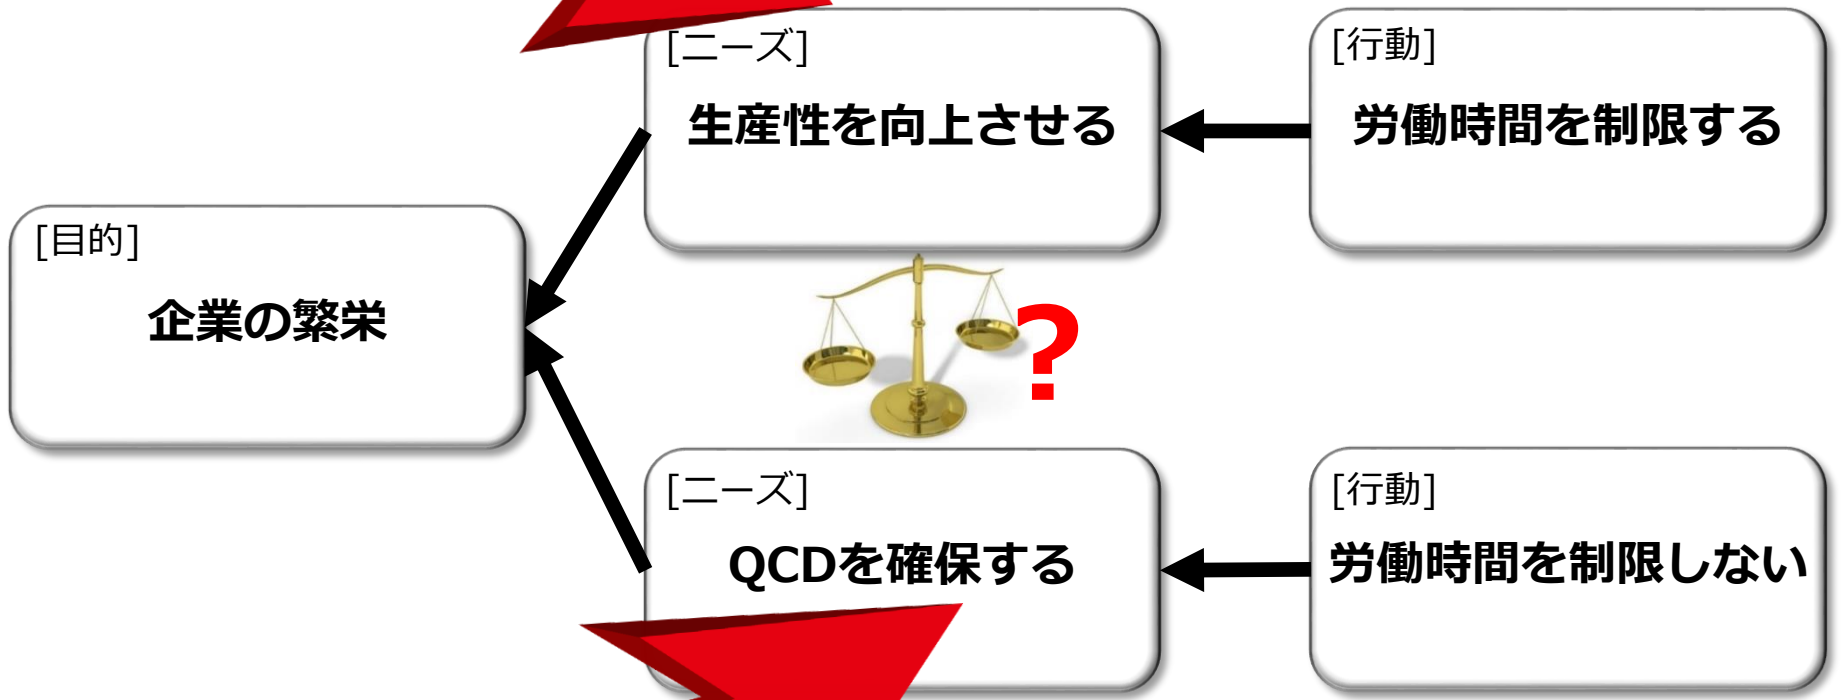 [ニーズ]
生産性を向上させる
[行動]
労働時間を制限する
[目的]
企業の繁栄
?
[ニーズ]
QCDを確保する
[行動]
労働時間を制限しない